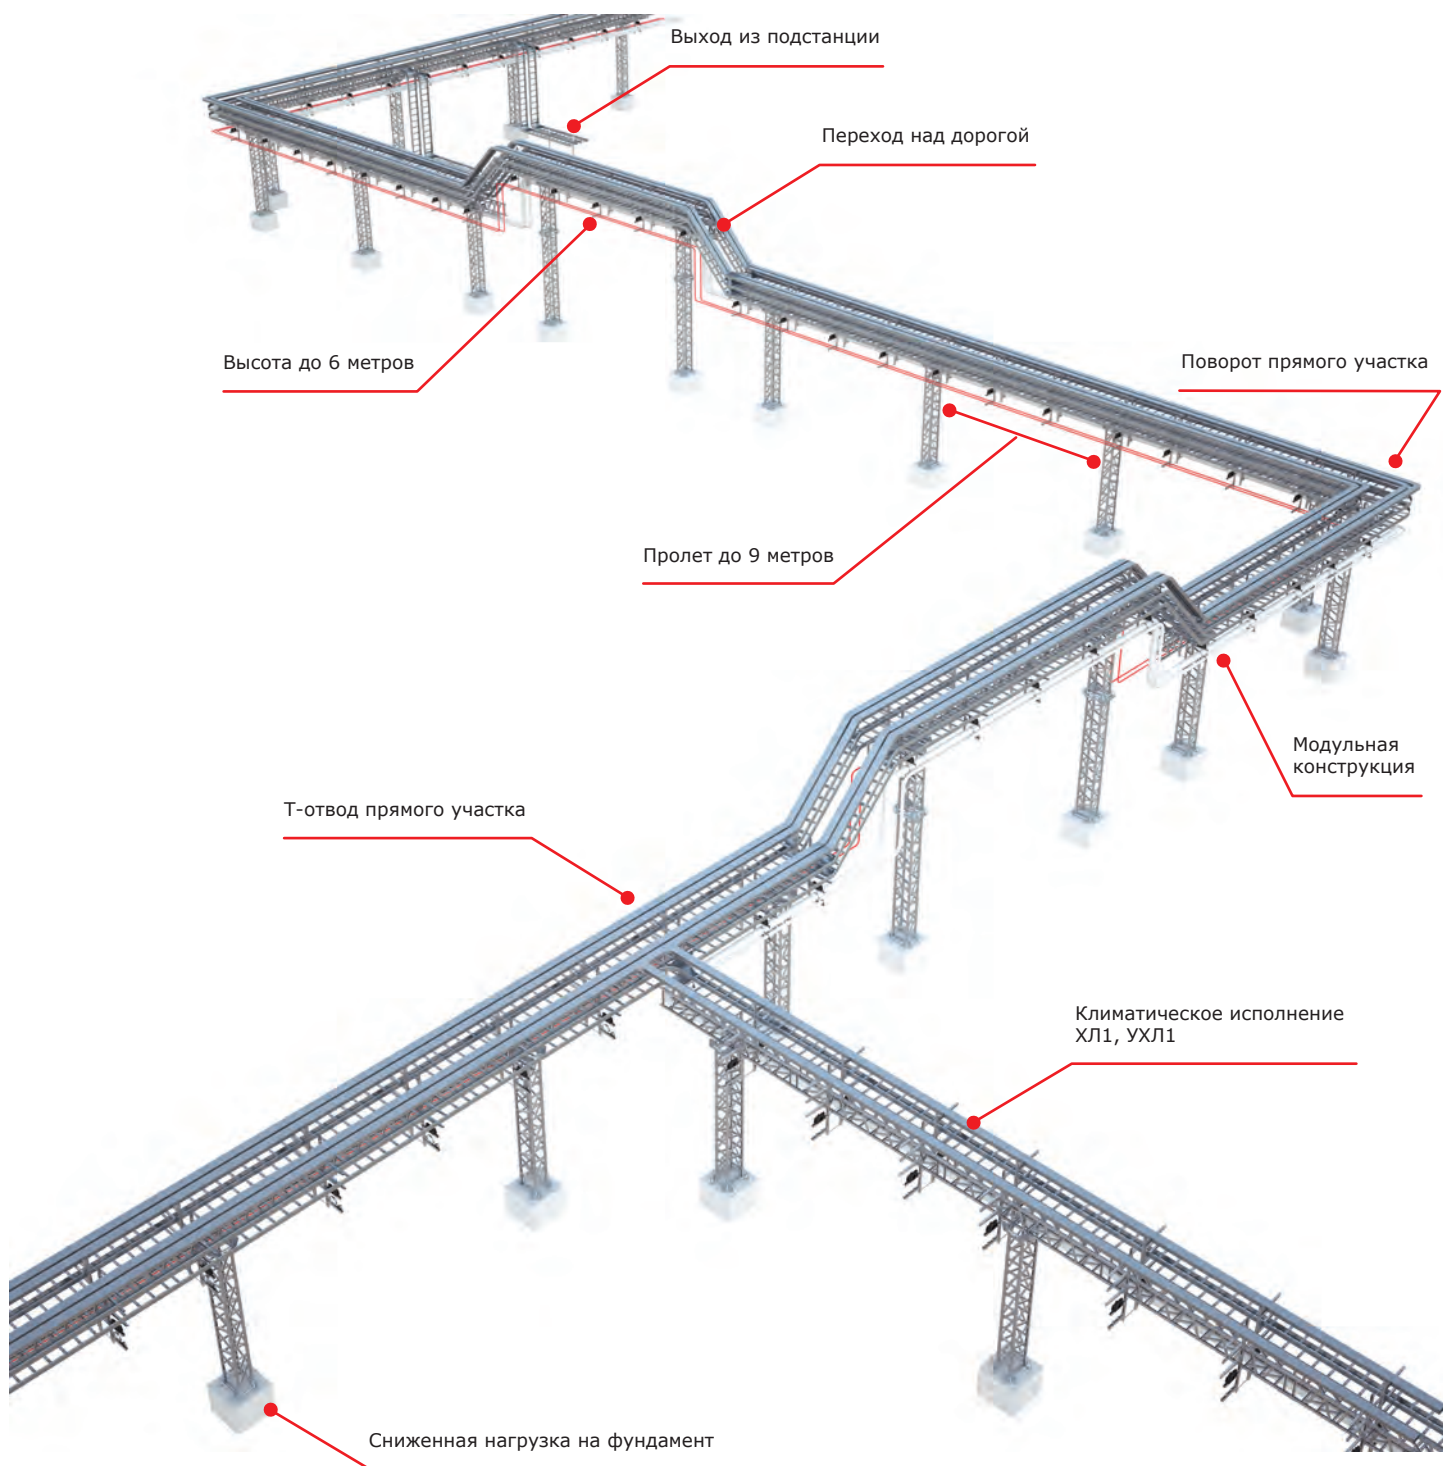 Выход из подстанции
Переход над дорогой
Высота до 6 метров
Поворот прямого участка
Пролет до 9 метров
Модульная
конструкция
Т-отвод прямого участка
Климатическое исполнение
ХЛ1, УХЛ1
Сниженная нагрузка на фундамент